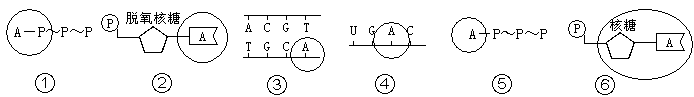 A—P～P～P
P 脱氧核糖 A
A C G T
T G C A
U G A C
A—P～P～P
P 核糖 A
① ② ③ ④ ⑤ ⑥